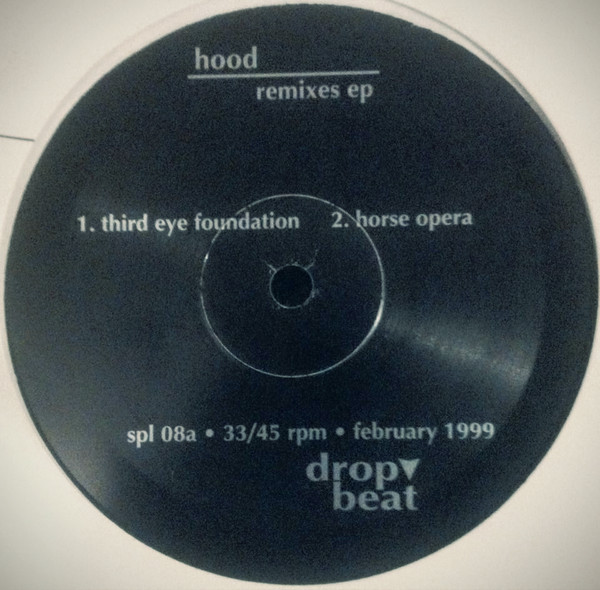 hood
remixes ep
1. third eye foundation 2. horse opera
spl 08a • 33/45 rpm • february 1999
drop
beat